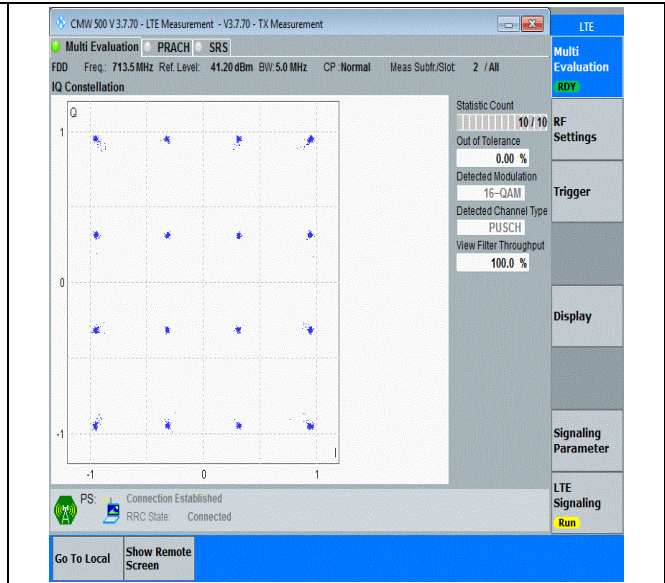 CMW 500 V 3.7.70 - LTE Measurement - V3.7.70 - TX Measurement
LTE
Multi Evaluation PRACH SRS
FDD Freq.: 713.5 MHz Ref. Level: 41.20 dBm BW: 5.0 MHz CP :Normal Meas Subfr./Slot: 2 / All
IQ Constellation
Q
1
0
-1
I
-1 0 1
Statistic Count
10 / 10
Out of Tolerance
0.00 %
Detected Modulation
16-QAM
Detected Channel Type
PUSCH
View Filter Throughput
100.0 %
Multi
Evaluation
RDY
RF
Settings
Trigger
Display
Signaling
Parameter
LTE
Signaling
Run
PS: Connection Established
RRC State: Connected
Go To Local
Show Remote
Screen